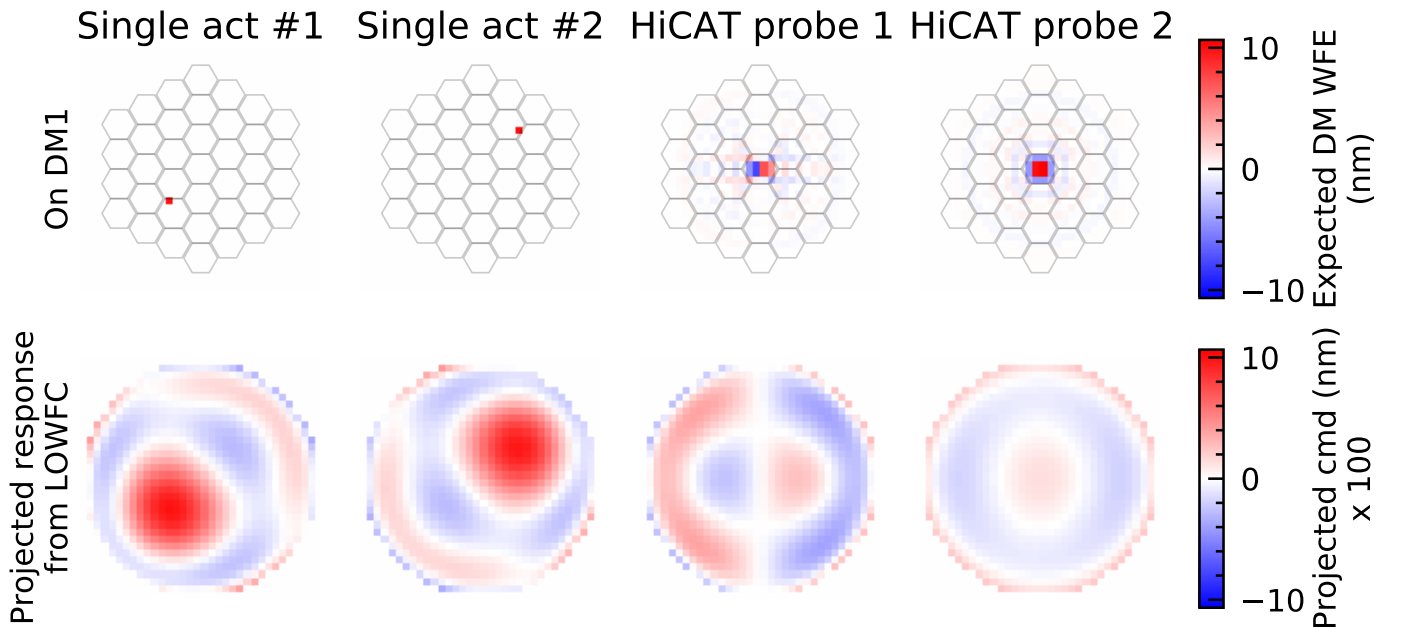 Single act #1
Single act #2
HiCAT probe 1
HiCAT probe 2
On DM1
10
0
−10
Expected DM WFE
(nm)
Projected response
from LOWFC
10
0
−10
Projected cmd (nm)
x 100